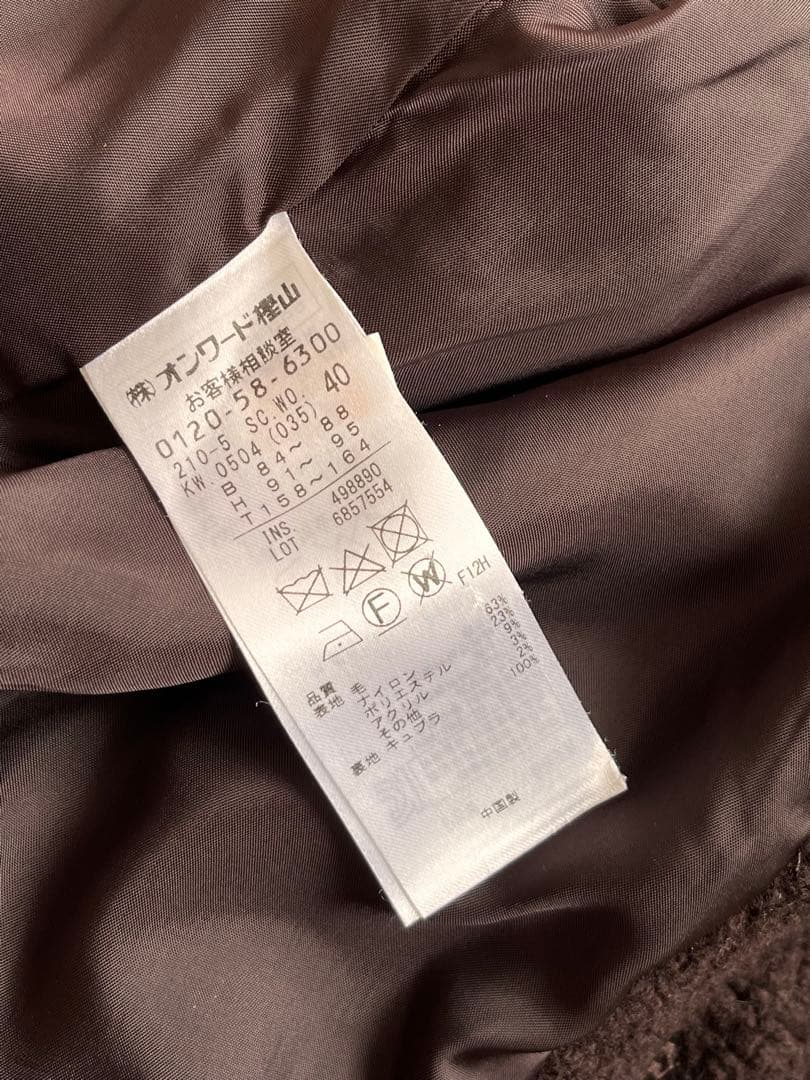 ㈱オンワード樫山
お客様相談室
0120-58-6300
210-5 SC.WO. 40
KW.0504 (035)
B 84～ 88
H 91～ 95
T158～164
INS. 498890
LOT 6857554
F W F12H
品質
表地 毛 63%
ナイロン 23%
ポリエステル 9%
アクリル 3%
その他 2%
裏地 キュプラ 100%
中国製